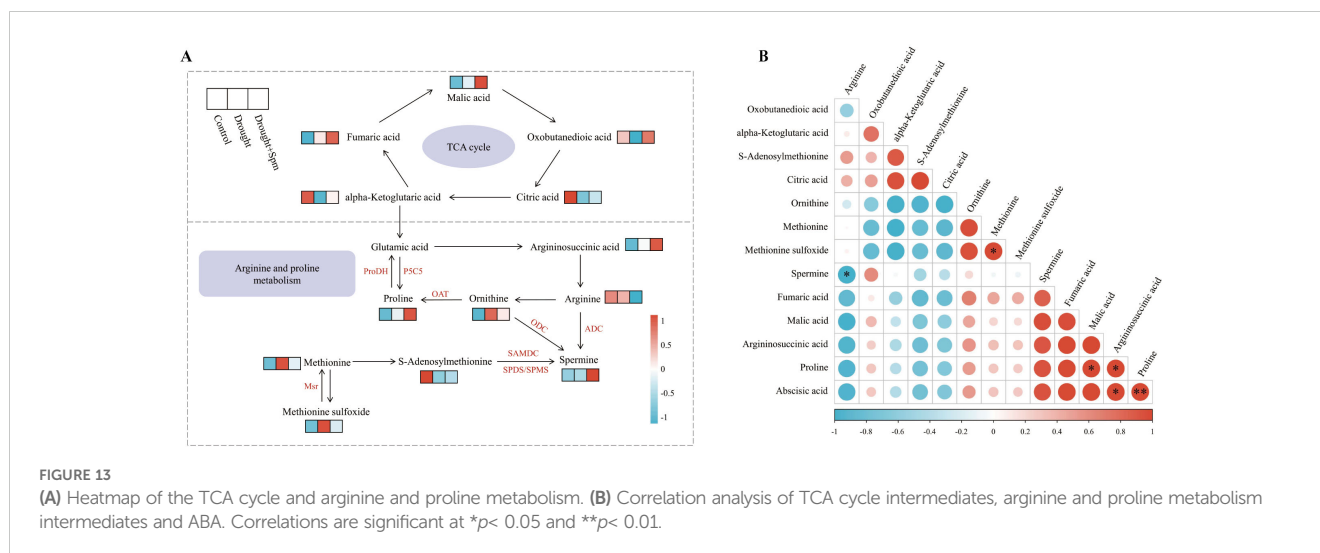 A
Control
Drought
Drought+Spm
Malic acid
Fumaric acid
TCA cycle
Oxobutanedioic acid
alpha-Ketoglutaric acid
Citric acid
Glutamic acid
Argininosuccinic acid
Arginine and proline
metabolism
ProDH
P5C5
Proline
OAT
Ornithine
Arginine
ODC
ADC
Methionine
S-Adenosylmethionine
SAMDC
SPDS/SPMS
Spermine
Msr
Methionine sulfoxide
1
0.5
0
-0.5
-1
B
Arginine
Oxobutanedioic acid
alpha-Ketoglutaric acid
S-Adenosylmethionine
Citric acid
Ornithine
Methionine
Methionine sulfoxide
Spermine
Fumaric acid
Malic acid
Argininosuccinic acid
Proline
Oxobutanedioic acid
alpha-Ketoglutaric acid
S-Adenosylmethionine
Citric acid
Ornithine
Methionine
Methionine sulfoxide *
Spermine *
Fumaric acid
Malic acid
Argininosuccinic acid
Proline * *
Abscisic acid * **
-1 -0.8 -0.6 -0.4 -0.2 0 0.2 0.4 0.6 0.8 1
FIGURE 13
(A) Heatmap of the TCA cycle and arginine and proline metabolism. (B) Correlation analysis of TCA cycle intermediates, arginine and proline metabolism
intermediates and ABA. Correlations are significant at *p< 0.05 and **p< 0.01.